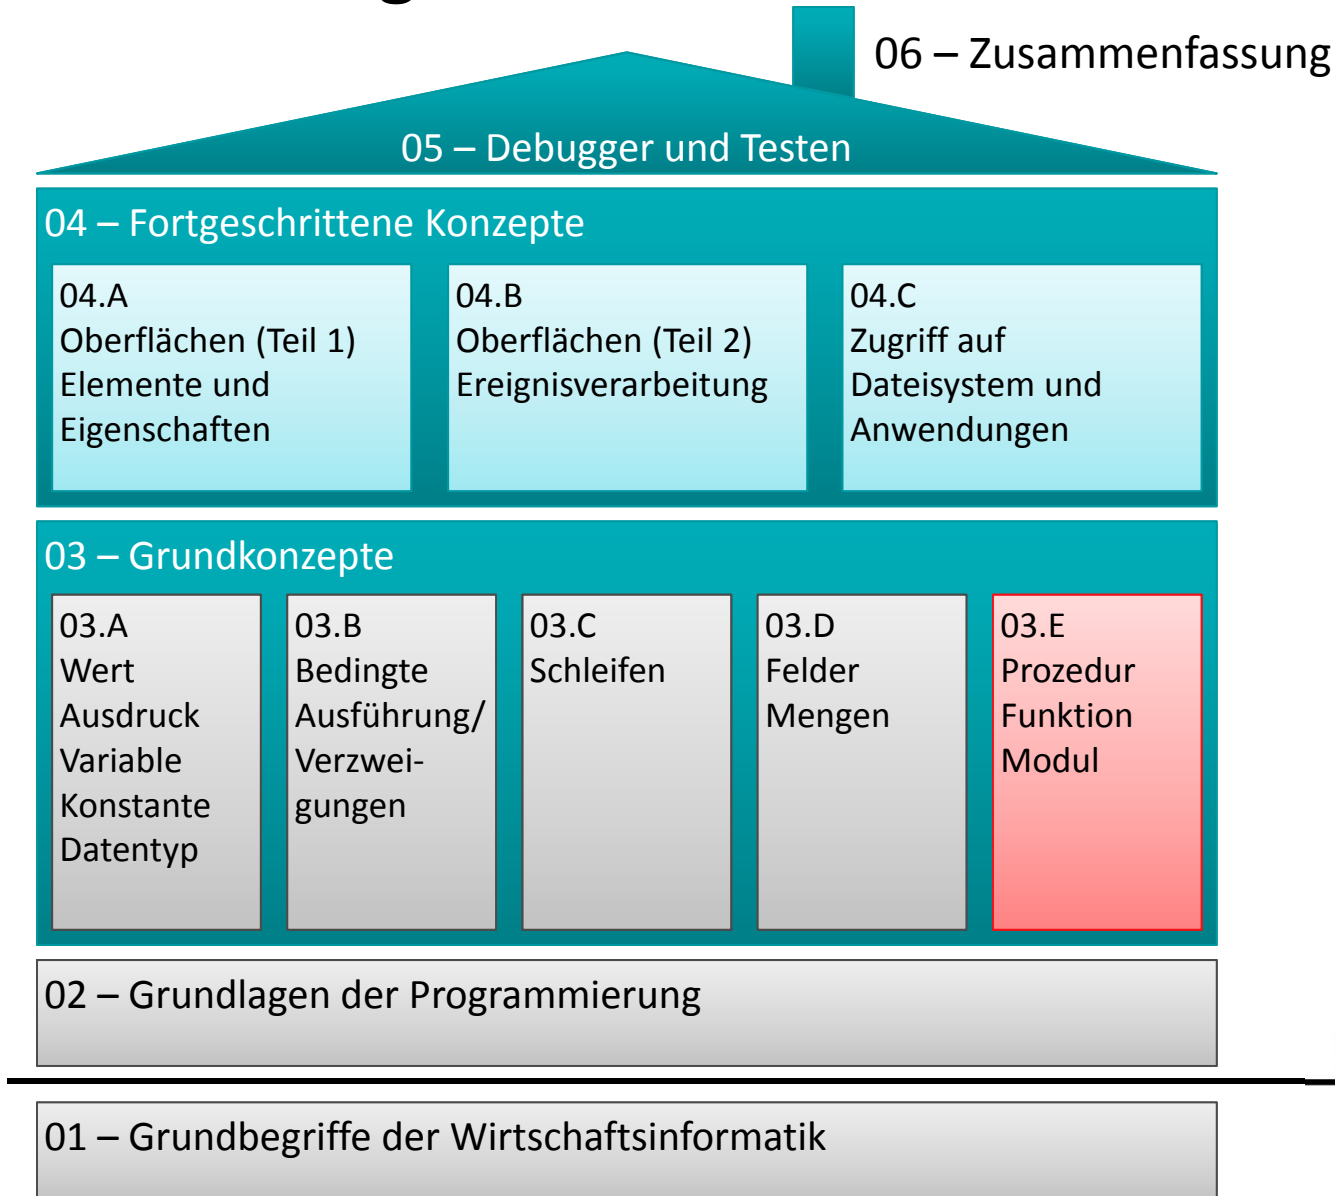 06 – Zusammenfassung
05 – Debugger und Testen
04 – Fortgeschrittene Konzepte
04.A
Oberflächen (Teil 1)
Elemente und
Eigenschaften
04.B
Oberflächen (Teil 2)
Ereignisverarbeitung
04.C
Zugriff auf
Dateisystem und
Anwendungen
03 – Grundkonzepte
03.A
Wert
Ausdruck
Variable
Konstante
Datentyp
03.B
Bedingte
Ausführung/
Verzwei-
gungen
03.C
Schleifen
03.D
Felder
Mengen
03.E
Prozedur
Funktion
Modul
02 – Grundlagen der Programmierung
01 – Grundbegriffe der Wirtschaftsinformatik